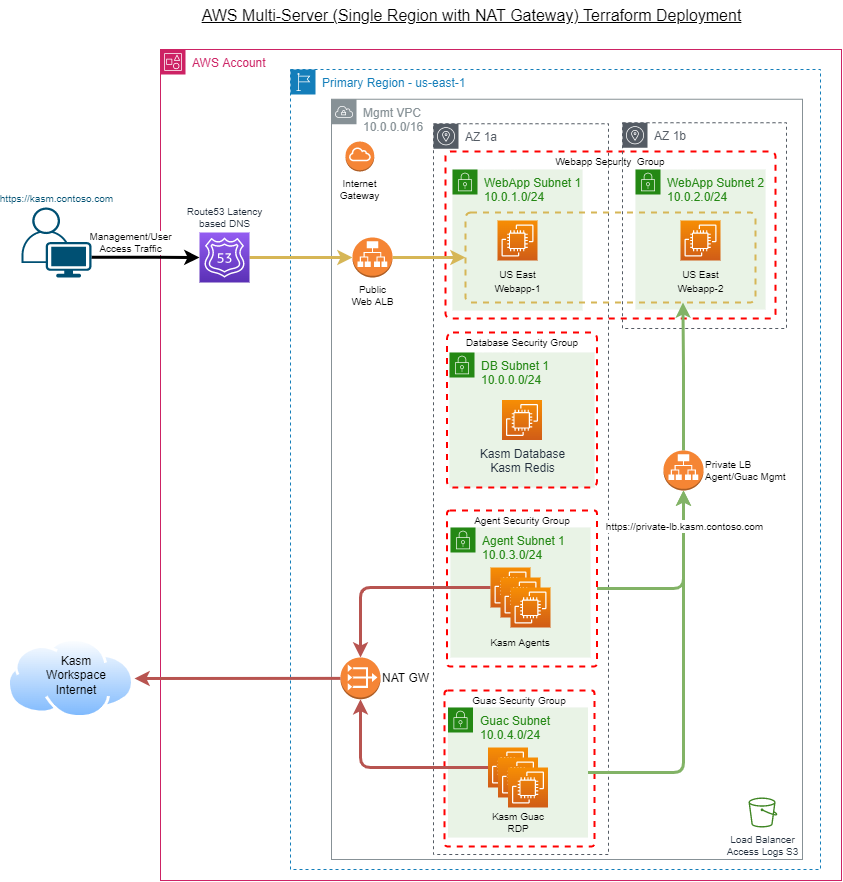 AWS Multi-Server (Single Region with NAT Gateway) Terraform Deployment
AWS Account
Primary Region - us-east-1
Mgmt VPC
10.0.0.0/16
AZ 1a
AZ 1b
Internet
Gateway
Webapp Security Group
WebApp Subnet 1
10.0.1.0/24
WebApp Subnet 2
10.0.2.0/24
https://kasm.contoso.com
Management/User
Access Traffic
Route53 Latency
based DNS
53
Public
Web ALB
US East
Webapp-1
US East
Webapp-2
Database Security Group
DB Subnet 1
10.0.0.0/24
Kasm Database
Kasm Redis
Private LB
Agent/Guac Mgmt
https://private-lb.kasm.contoso.com
Agent Security Group
Agent Subnet 1
10.0.3.0/24
Kasm Agents
Kasm
Workspace
Internet
NAT GW
Guac Security Group
Guac Subnet
10.0.4.0/24
Kasm Guac
RDP
Load Balancer
Access Logs S3